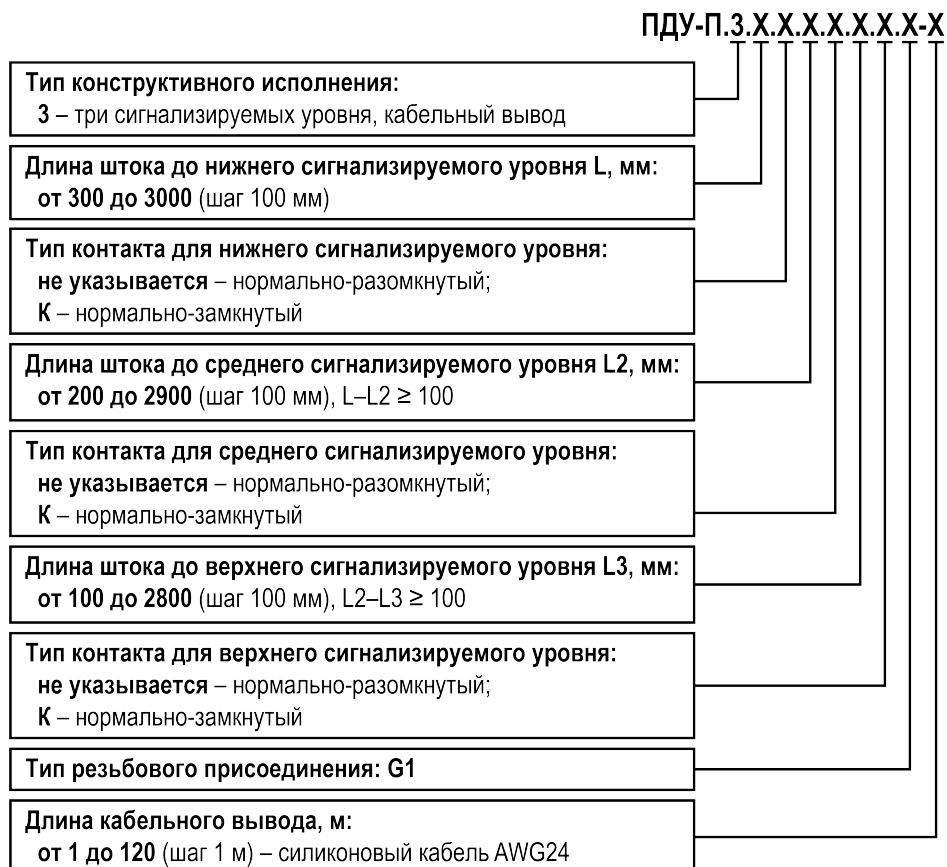 ПДУ-П.3.Х.Х.Х.Х.Х.Х.Х-Х
Тип конструктивного исполнения:
3 – три сигнализируемых уровня, кабельный вывод
Длина штока до нижнего сигнализируемого уровня L, мм:
от 300 до 3000 (шаг 100 мм)
Тип контакта для нижнего сигнализируемого уровня:
не указывается – нормально-разомкнутый;
К – нормально-замкнутый
Длина штока до среднего сигнализируемого уровня L2, мм:
от 200 до 2900 (шаг 100 мм), L–L2 ≥ 100
Тип контакта для среднего сигнализируемого уровня:
не указывается – нормально-разомкнутый;
К – нормально-замкнутый
Длина штока до верхнего сигнализируемого уровня L3, мм:
от 100 до 2800 (шаг 100 мм), L2–L3 ≥ 100
Тип контакта для верхнего сигнализируемого уровня:
не указывается – нормально-разомкнутый;
К – нормально-замкнутый
Тип резьбового присоединения: G1
Длина кабельного вывода, м:
от 1 до 120 (шаг 1 м) – силиконовый кабель AWG24